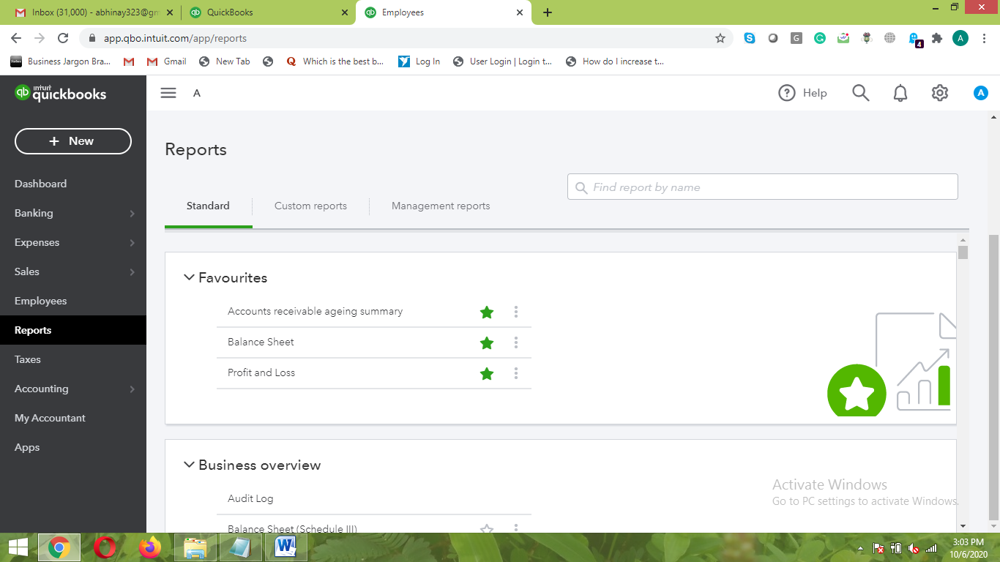 Inbox (31,000) - abhinay323@gm
QuickBooks
Employees
app.qbo.intuit.com/app/reports
4
A
Business Jargon Bra...
Gmail
New Tab
Which is the best b...
Log In
User Login | Login t...
How do I increase t...
intuit
quickbooks
A
Help
A
New
Dashboard
Banking
Expenses
Sales
Employees
Reports
Taxes
Accounting
My Accountant
Apps
Reports
Find report by name
Standard
Custom reports
Management reports
Favourites
Accounts receivable ageing summary
Balance Sheet
Profit and Loss
Business overview
Audit Log
Balance Sheet (Schedule III)
Activate Windows
Go to PC settings to activate Windows.
3:03 PM
10/6/2020